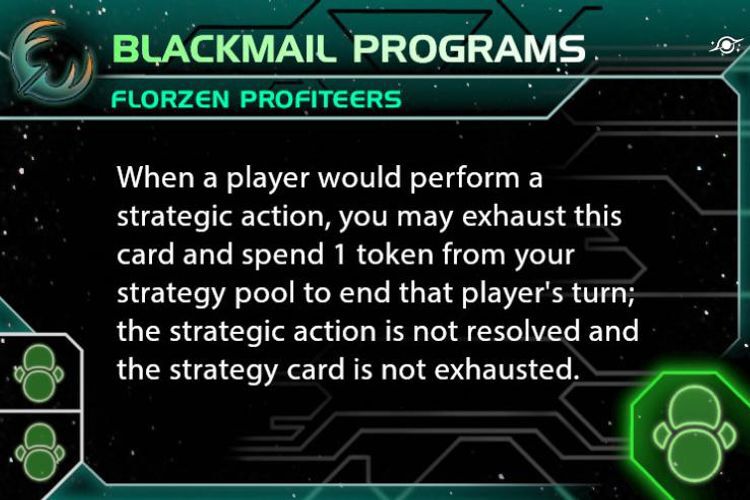 BLACKMAIL PROGRAMS
FLORZEN PROFITEERS
When a player would perform a
strategic action, you may exhaust this
card and spend 1 token from your
strategy pool to end that player's turn;
the strategic action is not resolved and
the strategy card is not exhausted.